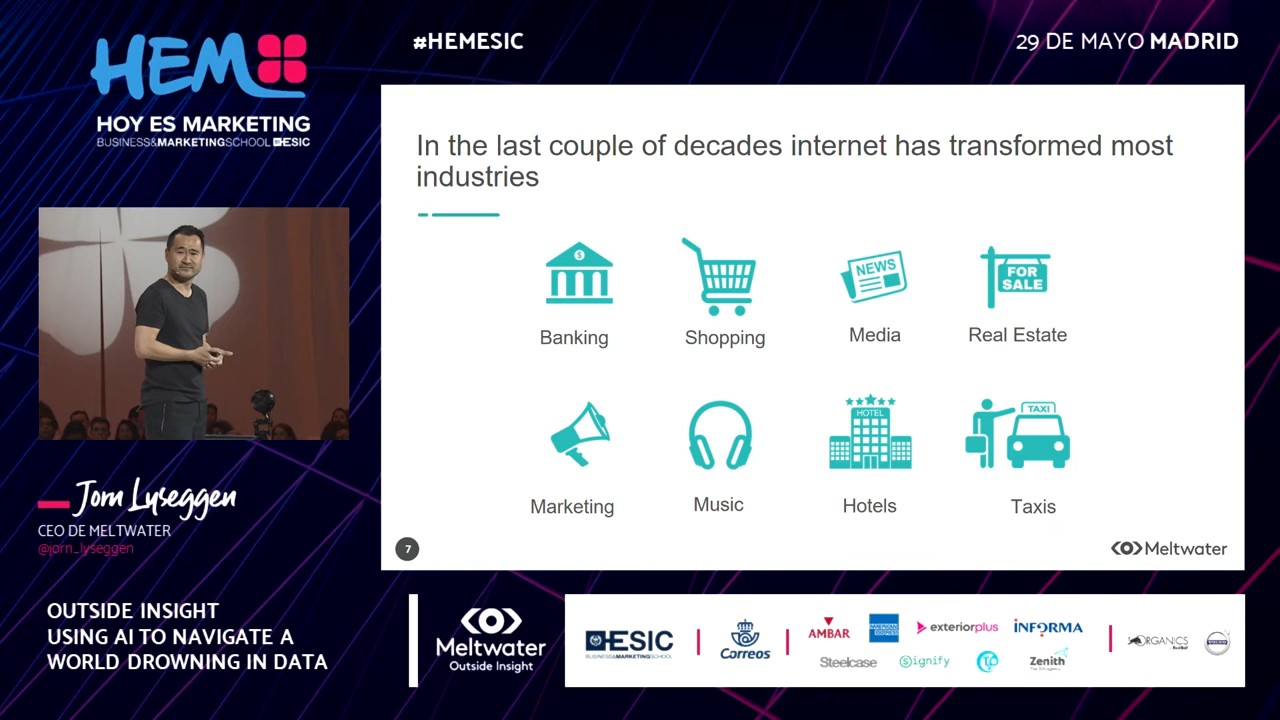 HEM
HOY ES MARKETING
BUSINESS&MARKETINGSCHOOL ESIC
#HEMESIC
29 DE MAYO MADRID
In the last couple of decades internet has transformed most
industries
$
NEWS
FOR
SALE
Banking
Shopping
Media
Real Estate
HOTEL
TAXI
Marketing
Music
Hotels
Taxis
7
Meltwater
Jorn Lyseggen
CEO DE MELTWATER
@jorn_lyseggen
OUTSIDE INSIGHT
USING AI TO NAVIGATE A
WORLD DROWNING IN DATA
Meltwater
Outside Insight
ESIC
BUSINESS&MARKETINGSCHOOL
Correos
AMBAR
AMERICAN
EXPRESS
exteriorplus
INFORMA
Steelcase
Signify
Zenith
ORGANICS